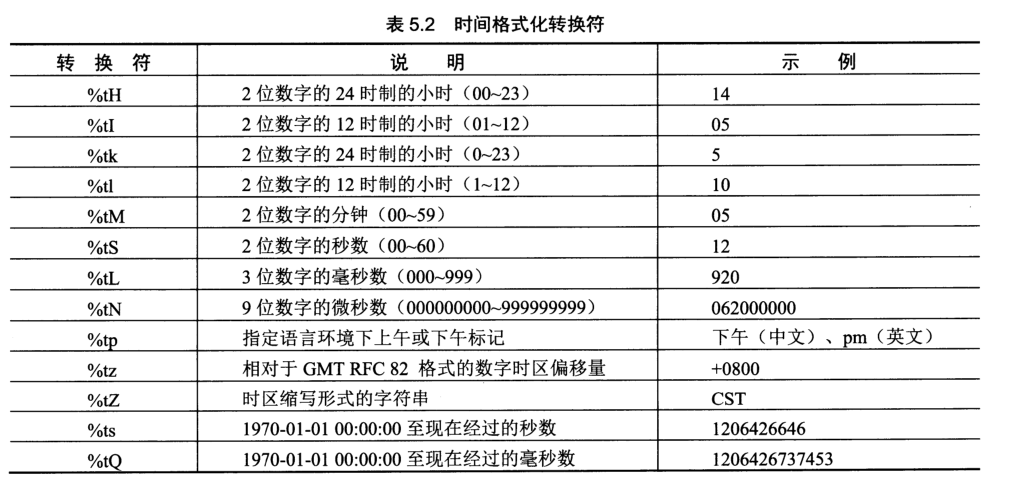 表 5.2 时间格式化转换符
转 换 符 说 明 示 例
%tH 2 位数字的 24 时制的小时（00~23） 14
%tI 2 位数字的 12 时制的小时（01~12） 05
%tk 2 位数字的 24 时制的小时（0~23） 5
%tl 2 位数字的 12 时制的小时（1~12） 10
%tM 2 位数字的分钟（00~59） 05
%tS 2 位数字的秒数（00~60） 12
%tL 3 位数字的毫秒数（000~999） 920
%tN 9 位数字的微秒数（000000000~999999999） 062000000
%tp 指定语言环境下上午或下午标记 下午（中文）、pm（英文）
%tz 相对于 GMT RFC 82 格式的数字时区偏移量 +0800
%tZ 时区缩写形式的字符串 CST
%ts 1970-01-01 00:00:00 至现在经过的秒数 1206426646
%tQ 1970-01-01 00:00:00 至现在经过的毫秒数 1206426737453